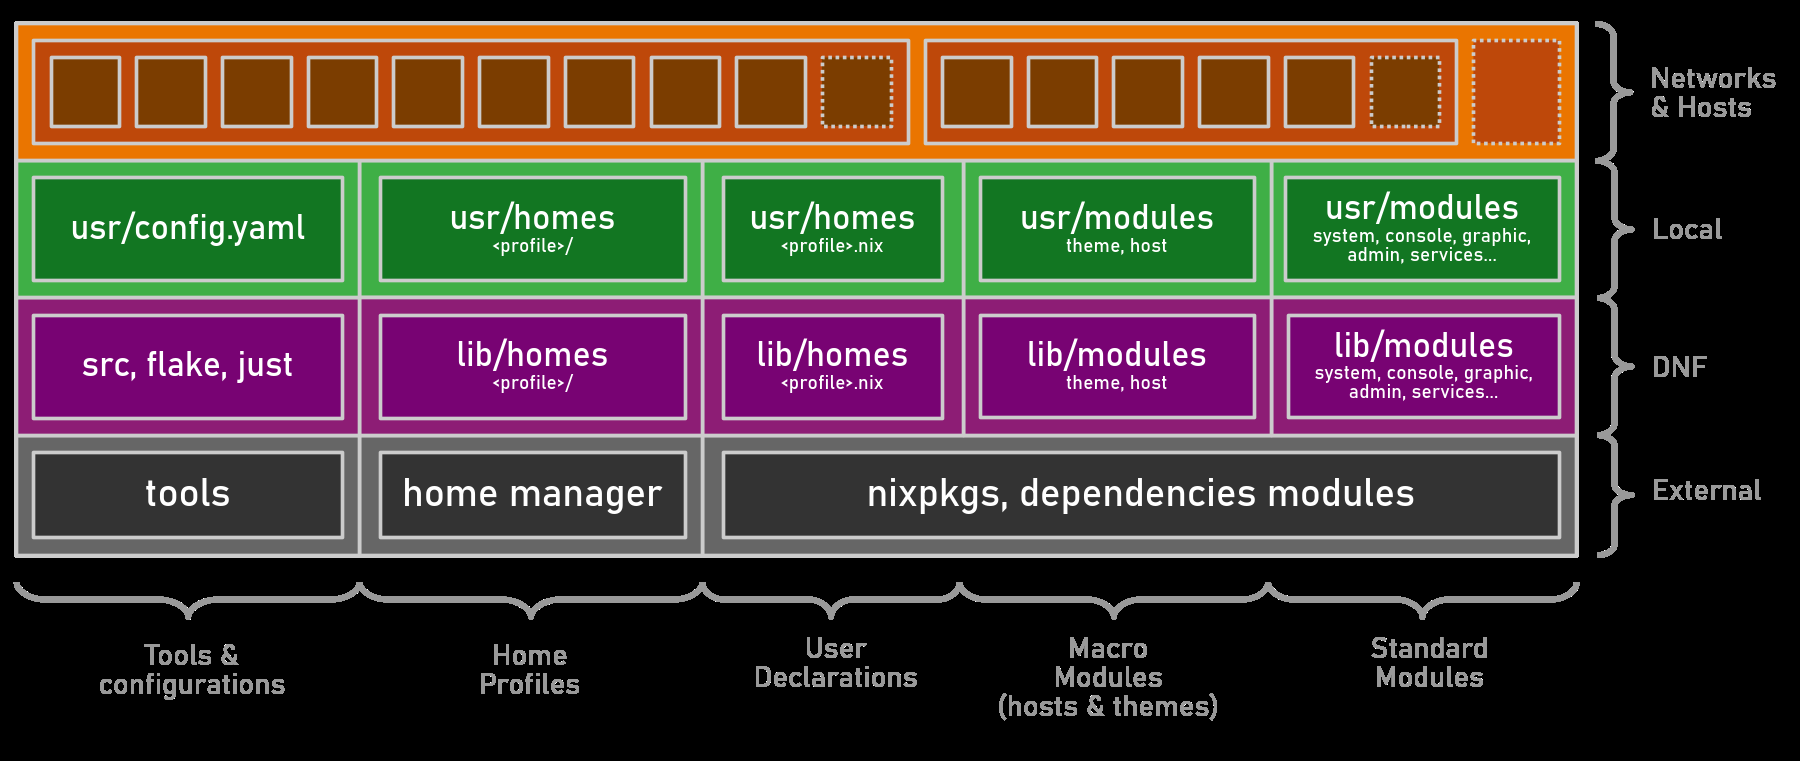 Networks
& Hosts
usr/config.yaml
usr/homes
<profile>/
usr/homes
<profile>.nix
usr/modules
theme, host
usr/modules
system, console, graphic,
admin, services...
Local
src, flake, just
lib/homes
<profile>/
lib/homes
<profile>.nix
lib/modules
theme, host
lib/modules
system, console, graphic,
admin, services...
DNF
tools
home manager
nixpkgs, dependencies modules
External
Tools &
configurations
Home
Profiles
User
Declarations
Macro
Modules
(hosts & themes)
Standard
Modules